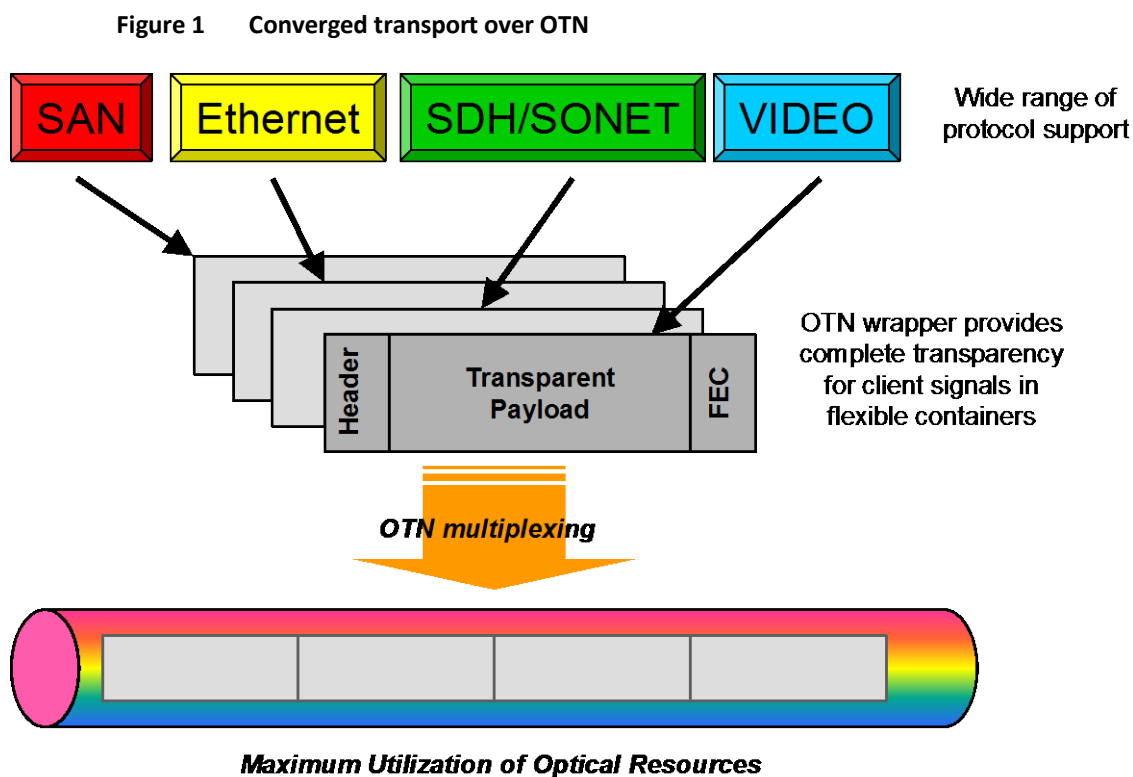 Figure 1 Converged transport over OTN
SAN
Ethernet
SDH/SONET
VIDEO
Wide range of
protocol support
Header
Transparent
Payload
FEC
OTN wrapper provides
complete transparency
for client signals in
flexible containers
OTN multiplexing
Maximum Utilization of Optical Resources